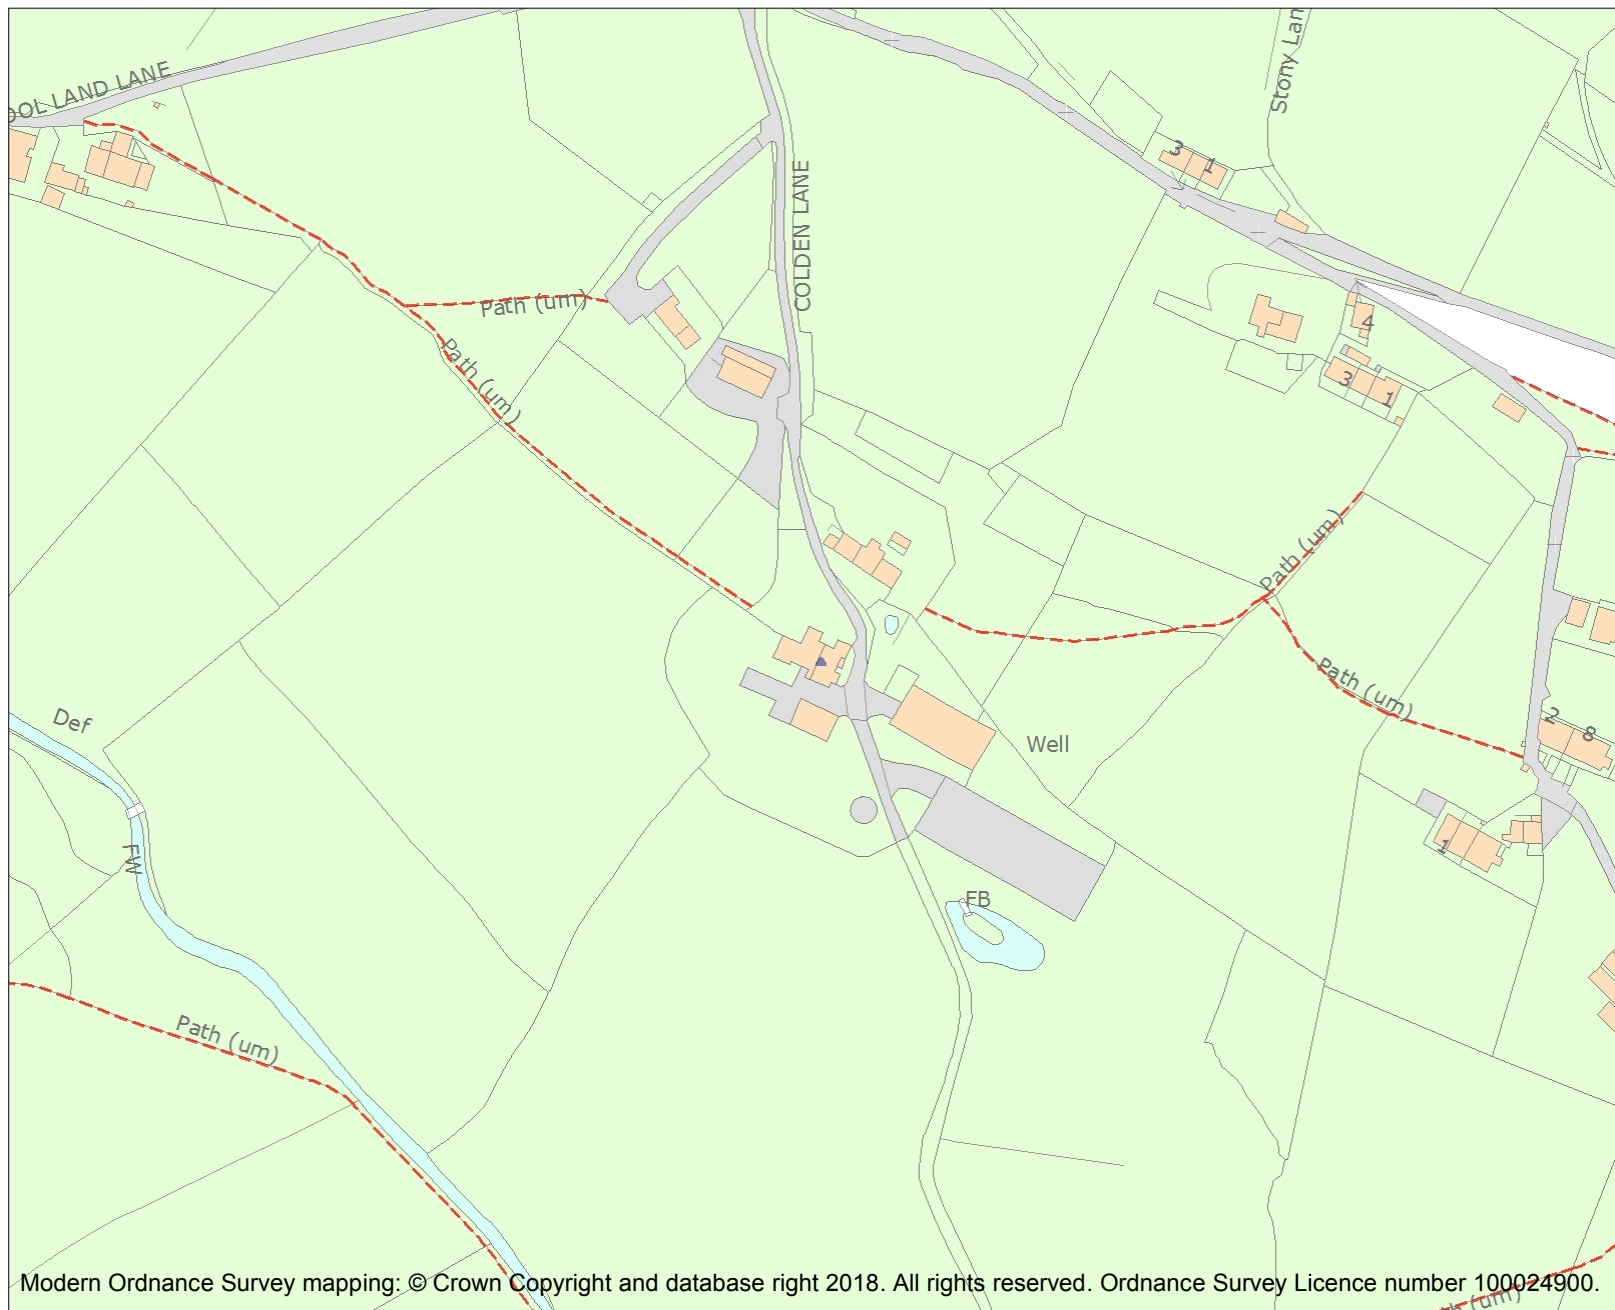 Stony Lan
OOL LAND LANE
3
1
COLDEN LANE
Path (um)
4
Path (um)
3
1
Path (um)
Path (um)
Def
2
8
Well
FW
1
FB
Path (um)
Modern Ordnance Survey mapping: © Crown Copyright and database right 2018. All rights reserved. Ordnance Survey Licence number 100024900.
th (um)